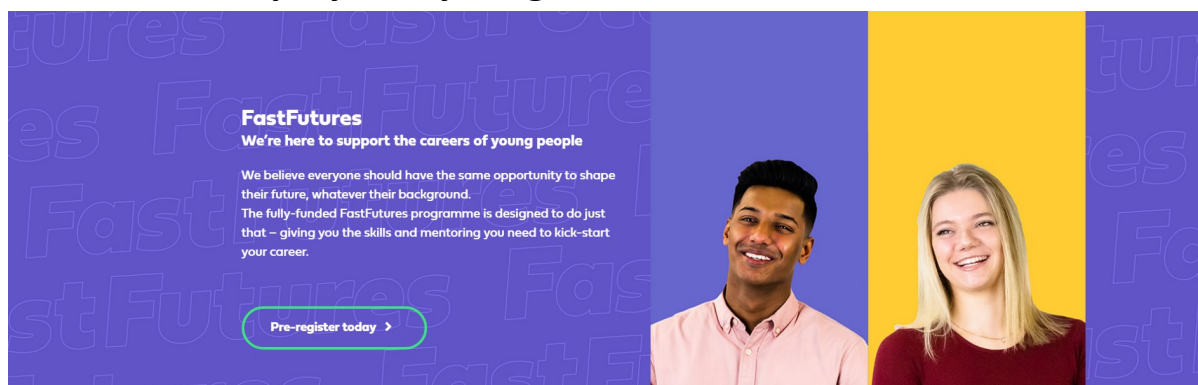 FastFutures
We're here to support the careers of young people
We believe everyone should have the same opportunity to shape
their future, whatever their background.
The fully-funded FastFutures programme is designed to do just
that – giving you the skills and mentoring you need to kick-start
your career.
Pre-register today >